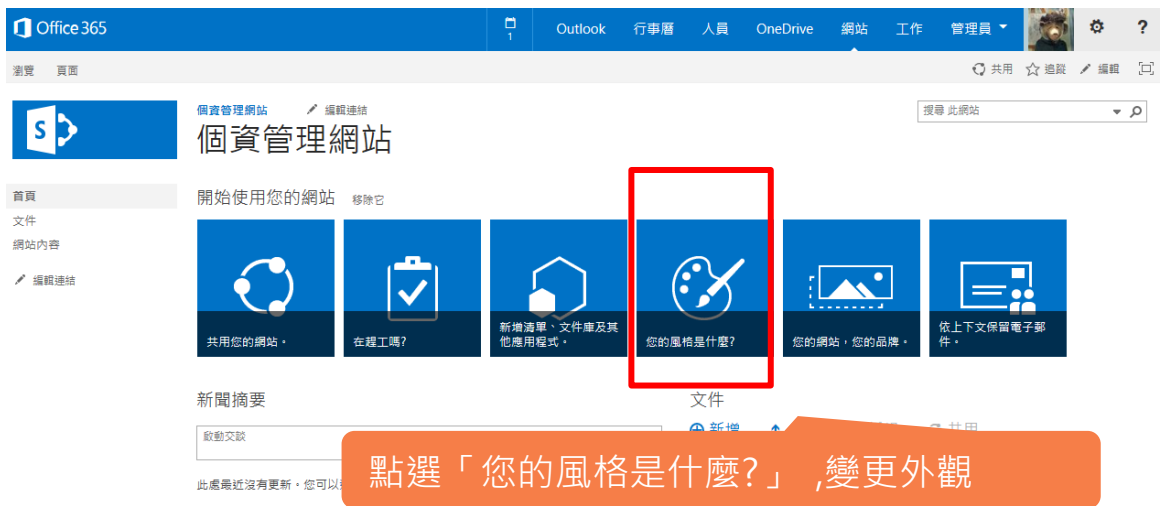 Office 365
1
Outlook 行事曆 人員 OneDrive 網站 工作 管理員 ?
瀏覽 頁面
共用 追蹤 編輯
S
個資管理網站 編輯連結
搜尋 此網站
個資管理網站
首頁
文件
網站內容
編輯連結
開始使用您的網站 移除它
共用您的網站。
在趕工嗎?
新增清單、文件庫及其
他應用程式。
您的風格是什麼?
您的網站，您的品牌。
依上下文保留電子郵
件。
新聞摘要
啟動交談
此處最近沒有更新。您可以
文件
新增
共用
點選「您的風格是什麼?」 ,變更外觀